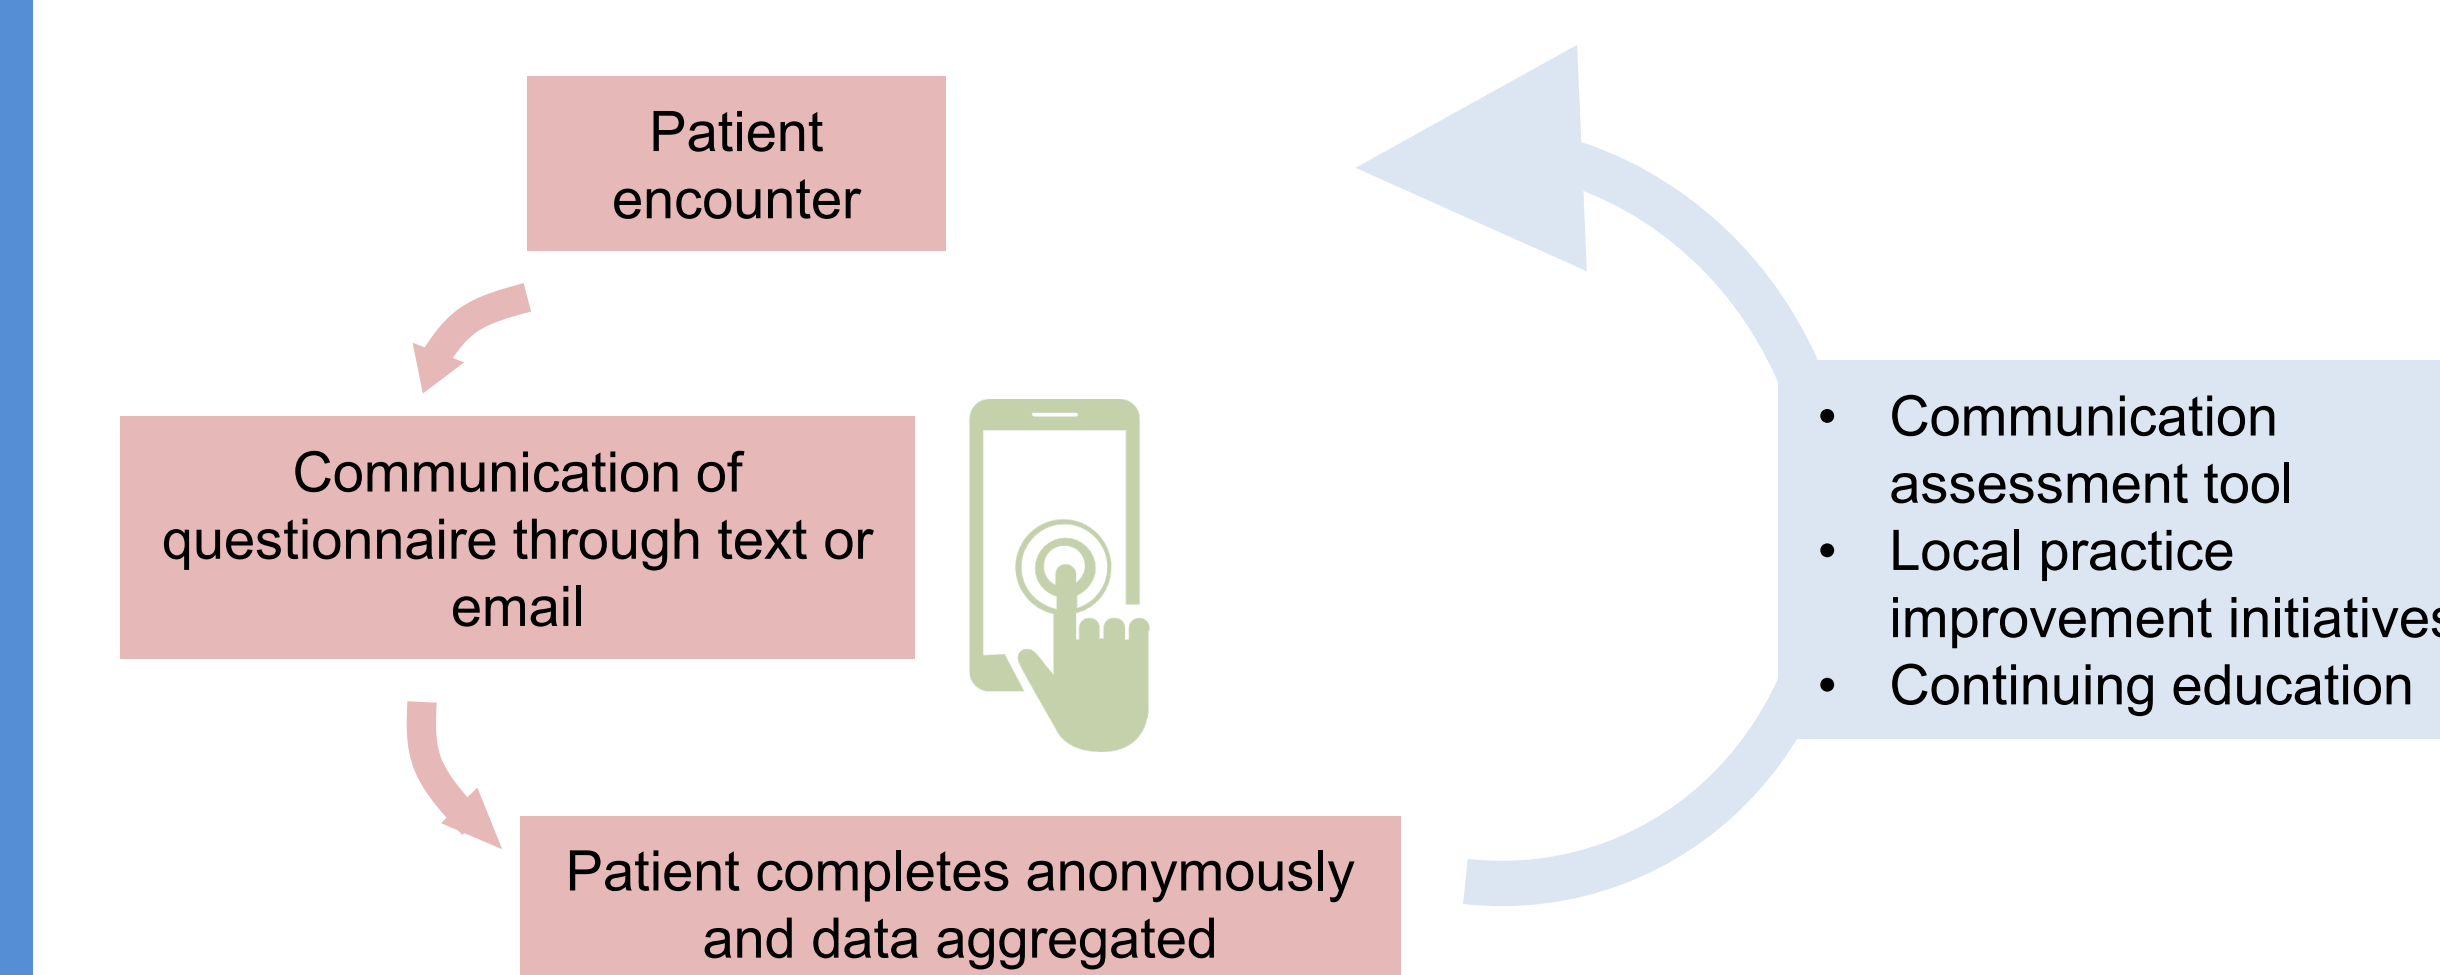 Patient
encounter
Communication of
questionnaire through text or
email
Patient completes anonymously
and data aggregated
• Communication
assessment tool
• Local practice
improvement initiatives
• Continuing education